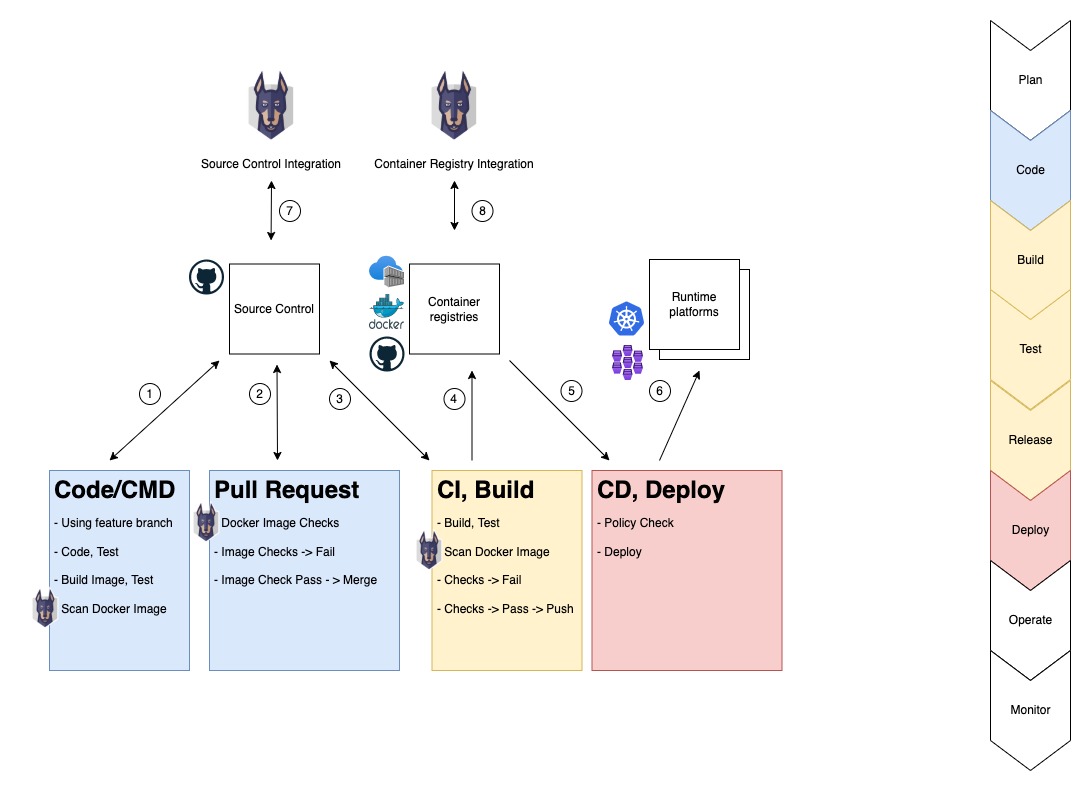 Source Control Integration
Container Registry Integration
7
8
Source Control
docker
Container
registries
Runtime
platforms
1
2
3
4
5
6
Code/CMD
- Using feature branch
- Code, Test
- Build Image, Test
Scan Docker Image
Pull Request
Docker Image Checks
- Image Checks -> Fail
- Image Check Pass - > Merge
CI, Build
- Build, Test
Scan Docker Image
- Checks -> Fail
- Checks -> Pass -> Push
CD, Deploy
- Policy Check
- Deploy
Plan
Code
Build
Test
Release
Deploy
Operate
Monitor